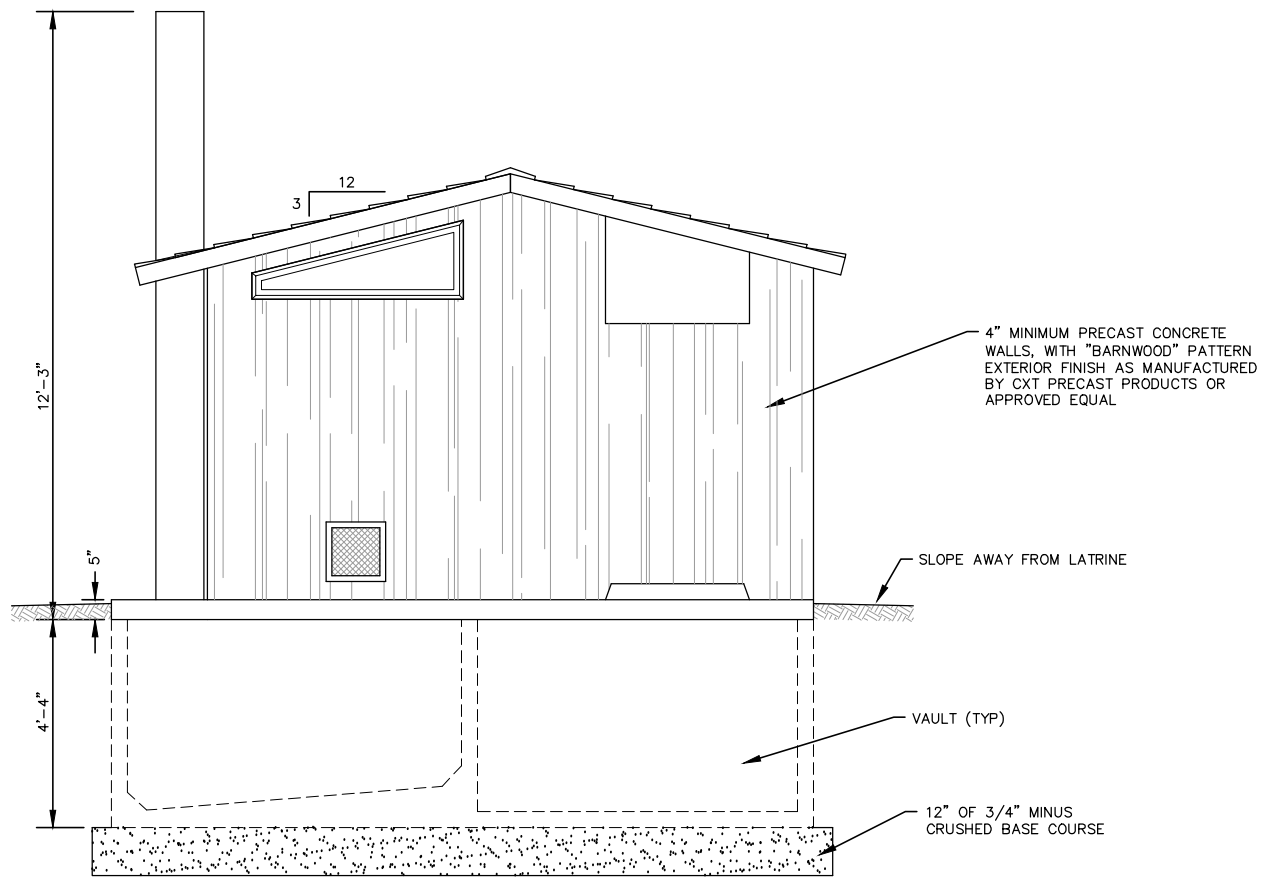 12
3
12'-3"
4" MINIMUM PRECAST CONCRETE
WALLS, WITH "BARNWOOD" PATTERN
EXTERIOR FINISH AS MANUFACTURED
BY CXT PRECAST PRODUCTS OR
APPROVED EQUAL
5"
SLOPE AWAY FROM LATRINE
4'-4"
VAULT (TYP)
12" OF 3/4" MINUS
CRUSHED BASE COURSE